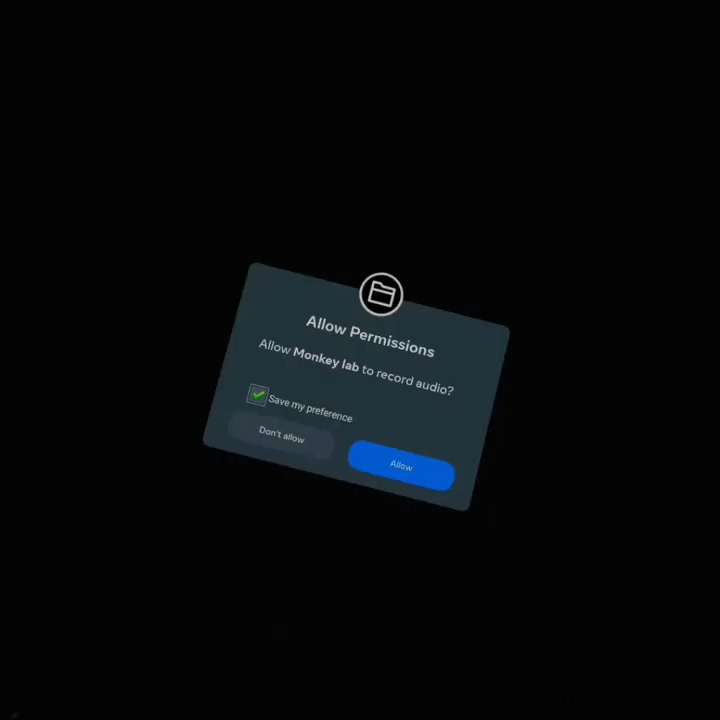 Allow Permissions
Allow Monkey lab to record audio?
Save my preference
Don't allow
Allow